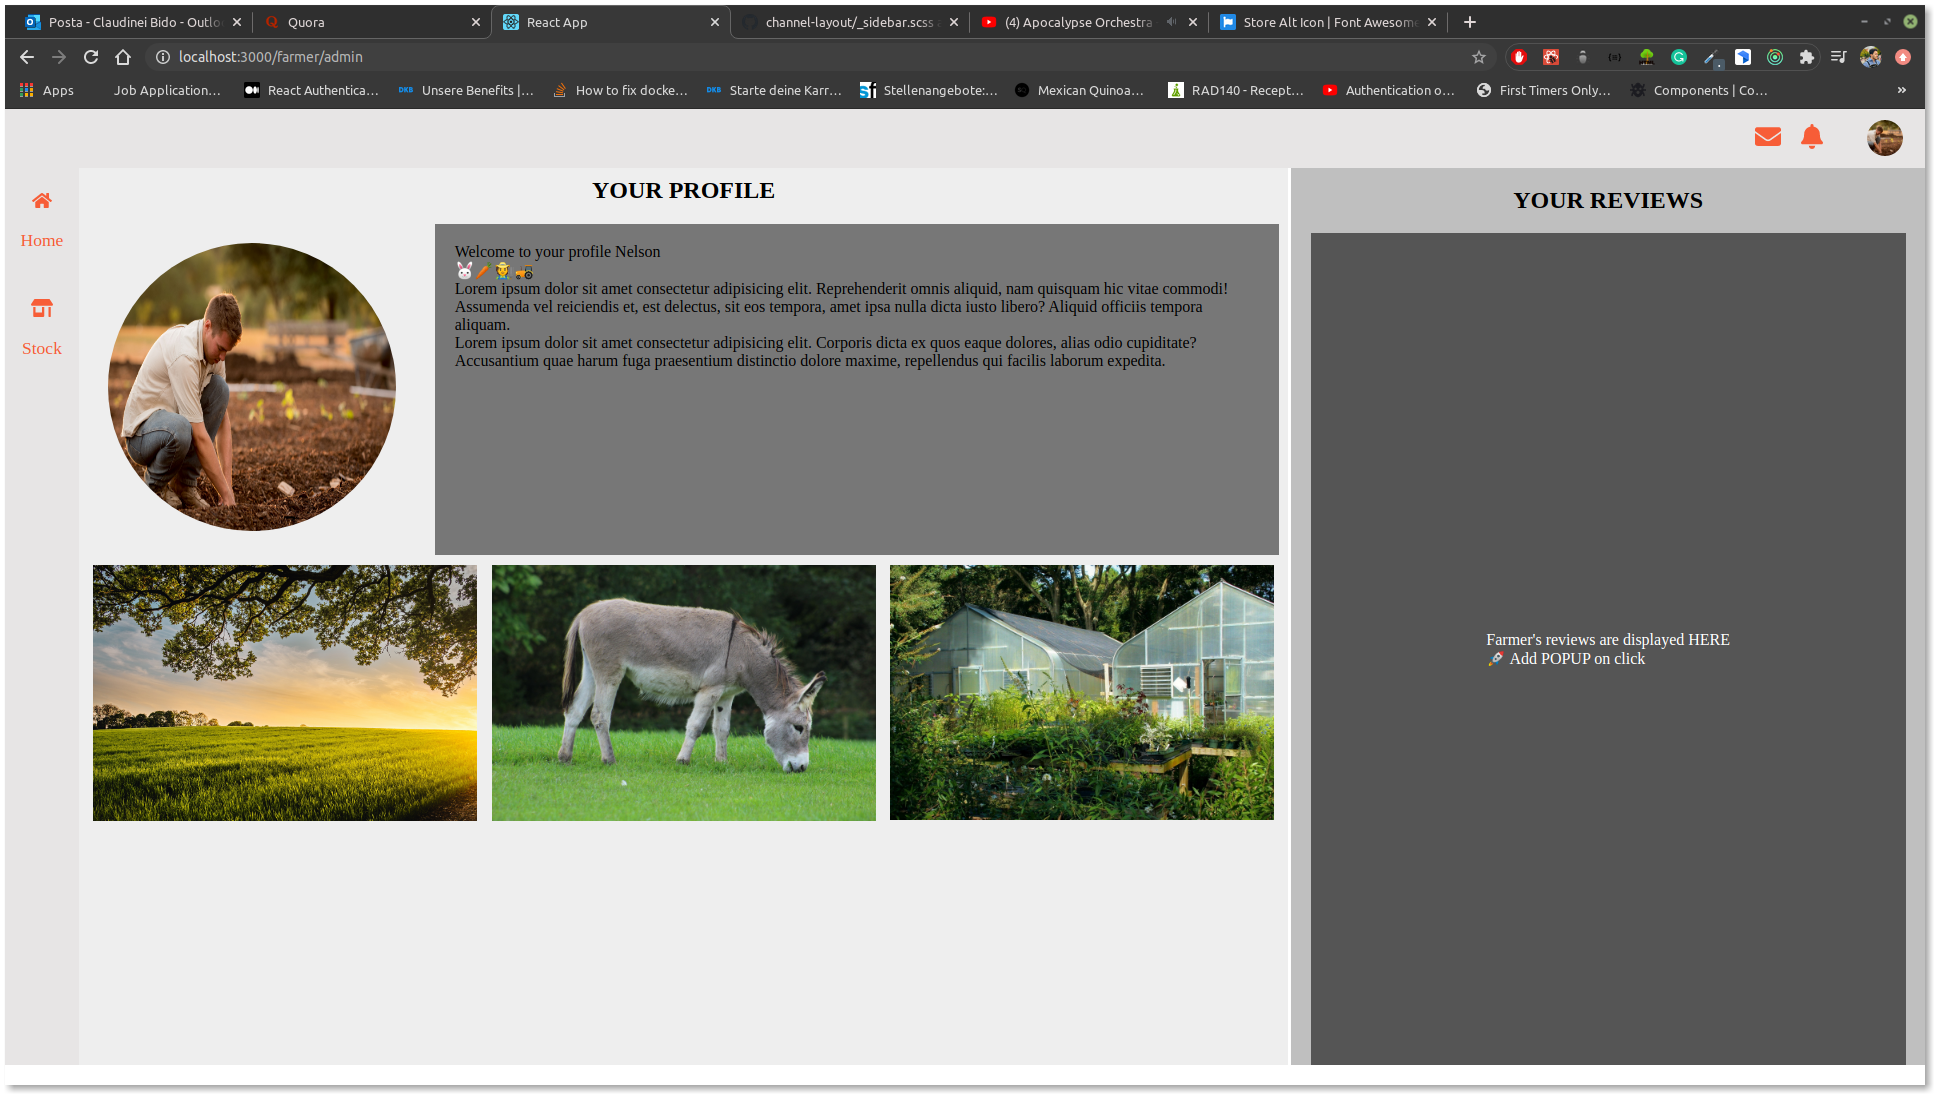 Posta - Claudinei Bido - Outlo
Quora
React App
channel-layout/_sidebar.scss
(4) Apocalypse Orchestra
Store Alt Icon | Font Awesome
localhost:3000/farmer/admin
Apps
Job Application...
React Authentica...
Unsere Benefits |...
How to fix docke...
Starte deine Karr...
Stellenangebote:...
Mexican Quinoa...
RAD140 - Recept...
Authentication o...
First Timers Only...
Components | Co...
Home
Stock
YOUR PROFILE
Welcome to your profile Nelson
🐰🥕👩‍🌾🚜
Lorem ipsum dolor sit amet consectetur adipisicing elit. Reprehenderit omnis aliquid, nam quisquam hic vitae commodi!
Assumenda vel reiciendis et, est delectus, sit eos tempora, amet ipsa nulla dicta iusto libero? Aliquid officiis tempora
aliquam.
Lorem ipsum dolor sit amet consectetur adipisicing elit. Corporis dicta ex quos eaque dolores, alias odio cupiditate?
Accusantium quae harum fuga praesentium distinctio dolore maxime, repellendus qui facilis laborum expedita.
YOUR REVIEWS
Farmer's reviews are displayed HERE
🚀 Add POPUP on click